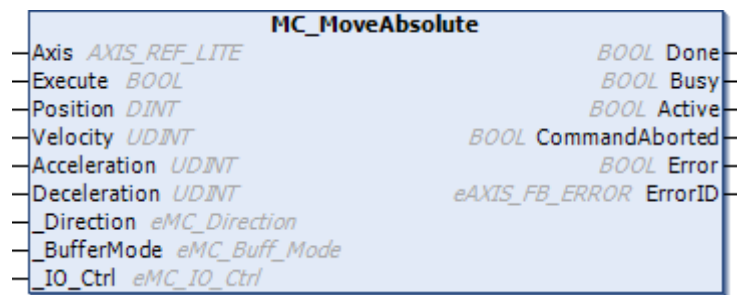 MC_MoveAbsolute
Axis AXIS_REF_LITE BOOL Done
Execute BOOL BOOL Busy
Position DINT BOOL Active
Velocity UDINT BOOL CommandAborted
Acceleration UDINT BOOL Error
Deceleration UDINT eAXIS_FB_ERROR ErrorID
_Direction eMC_Direction
_BufferMode eMC_Buff_Mode
_IO_Ctrl eMC_IO_Ctrl